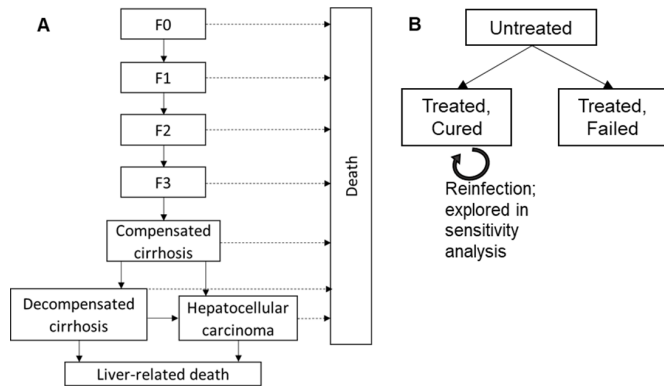 A
F0
F1
F2
F3
Compensated
cirrhosis
Decompensated
cirrhosis
Hepatocellular
carcinoma
Liver-related death
Death
B
Untreated
Treated,
Cured
Treated,
Failed
Reinfection;
explored in
sensitivity
analysis